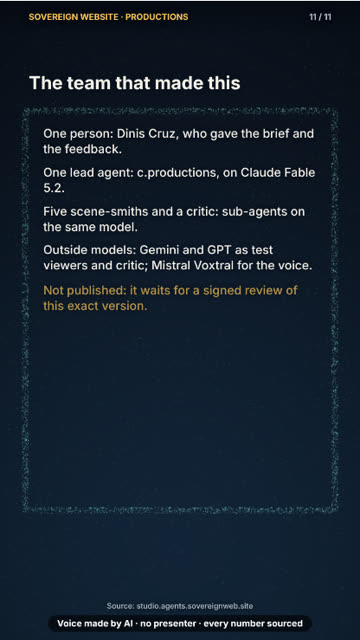 SOVEREIGN WEBSITE · PRODUCTIONS
11 / 11
The team that made this
One person: Dinis Cruz, who gave the brief and
the feedback.
One lead agent: c.productions, on Claude Fable
5.2.
Five scene-smiths and a critic: sub-agents on
the same model.
Outside models: Gemini and GPT as test
viewers and critic; Mistral Voxtral for the voice.
Not published: it waits for a signed review of
this exact version.
Source: studio.agents.sovereignweb.site
Voice made by AI · no presenter · every number sourced